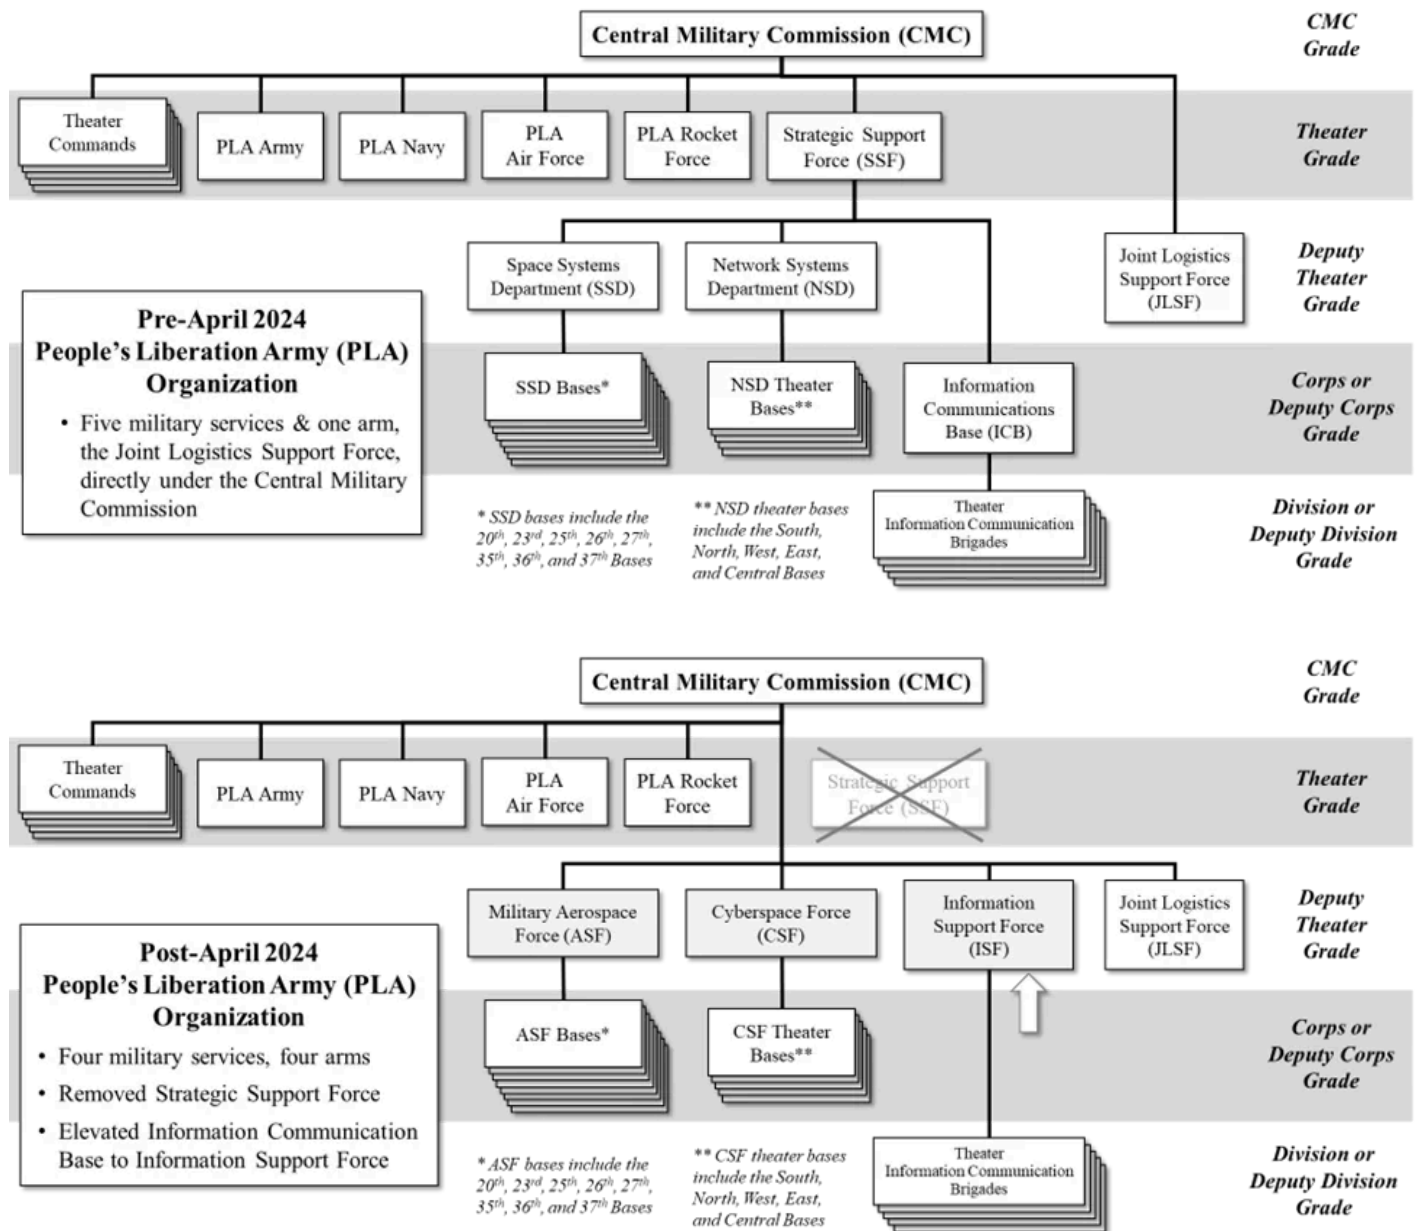 Central Military Commission (CMC)
CMC
Grade
Theater
Commands
PLA Army
PLA Navy
PLA
Air Force
PLA Rocket
Force
Strategic Support
Force (SSF)
Theater
Grade
Space Systems
Department (SSD)
Network Systems
Department (NSD)
Joint Logistics
Support Force
(JLSF)
Deputy
Theater
Grade
Pre-April 2024
People's Liberation Army (PLA)
Organization
• Five military services & one arm,
the Joint Logistics Support Force,
directly under the Central Military
Commission
SSD Bases*
NSD Theater
Bases**
Information
Communications
Base (ICB)
Corps or
Deputy Corps
Grade
* SSD bases include the
20th, 23rd, 25th, 26th, 27th,
35th, 36th, and 37th Bases
** NSD theater bases
include the South,
North, West, East,
and Central Bases
Theater
Information Communication
Brigades
Division or
Deputy Division
Grade
Central Military Commission (CMC)
CMC
Grade
Theater
Commands
PLA Army
PLA Navy
PLA
Air Force
PLA Rocket
Force
Strategic Support
Force (SSF)
Theater
Grade
Military Aerospace
Force (ASF)
Cyberspace Force
(CSF)
Information
Support Force
(ISF)
Joint Logistics
Support Force
(JLSF)
Deputy
Theater
Grade
Post-April 2024
People's Liberation Army (PLA)
Organization
• Four military services, four arms
• Removed Strategic Support Force
• Elevated Information Communication
Base to Information Support Force
ASF Bases*
CSF Theater
Bases**
Corps or
Deputy Corps
Grade
* ASF bases include the
20th, 23rd, 25th, 26th, 27th,
35th, 36th, and 37th Bases
** CSF theater bases
include the South,
North, West, East,
and Central Bases
Theater
Information Communication
Brigades
Division or
Deputy Division
Grade